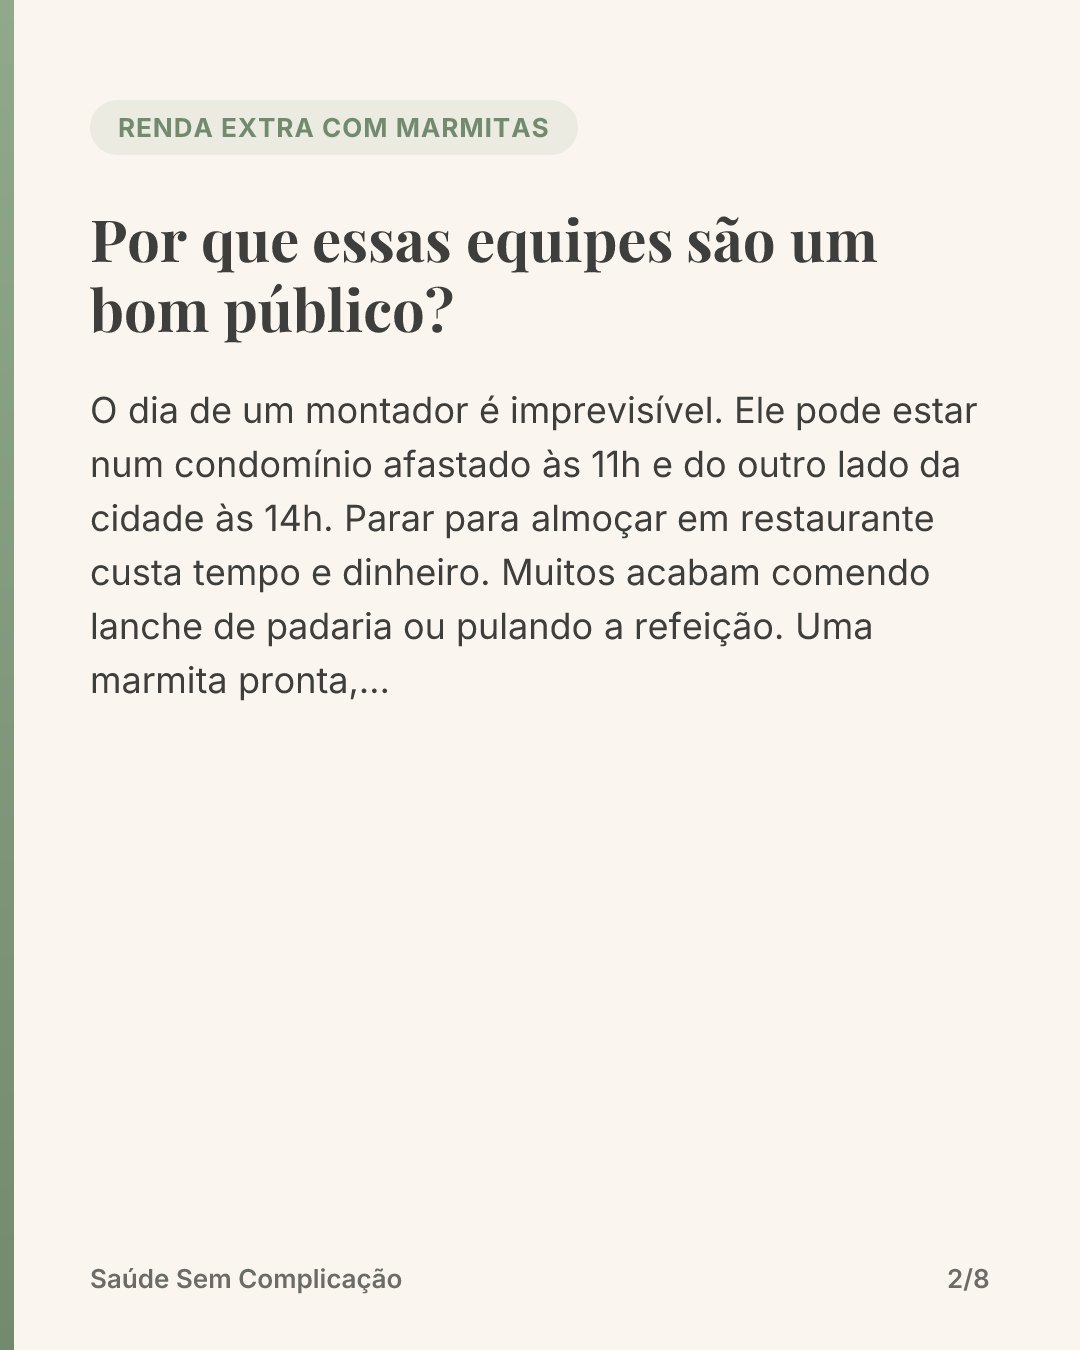 RENDA EXTRA COM MARMITAS
Por que essas equipes são um
bom público?
O dia de um montador é imprevisível. Ele pode estar
num condomínio afastado às 11h e do outro lado da
cidade às 14h. Parar para almoçar em restaurante
custa tempo e dinheiro. Muitos acabam comendo
lanche de padaria ou pulando a refeição. Uma
marmita pronta,...
Saúde Sem Complicação
2/8